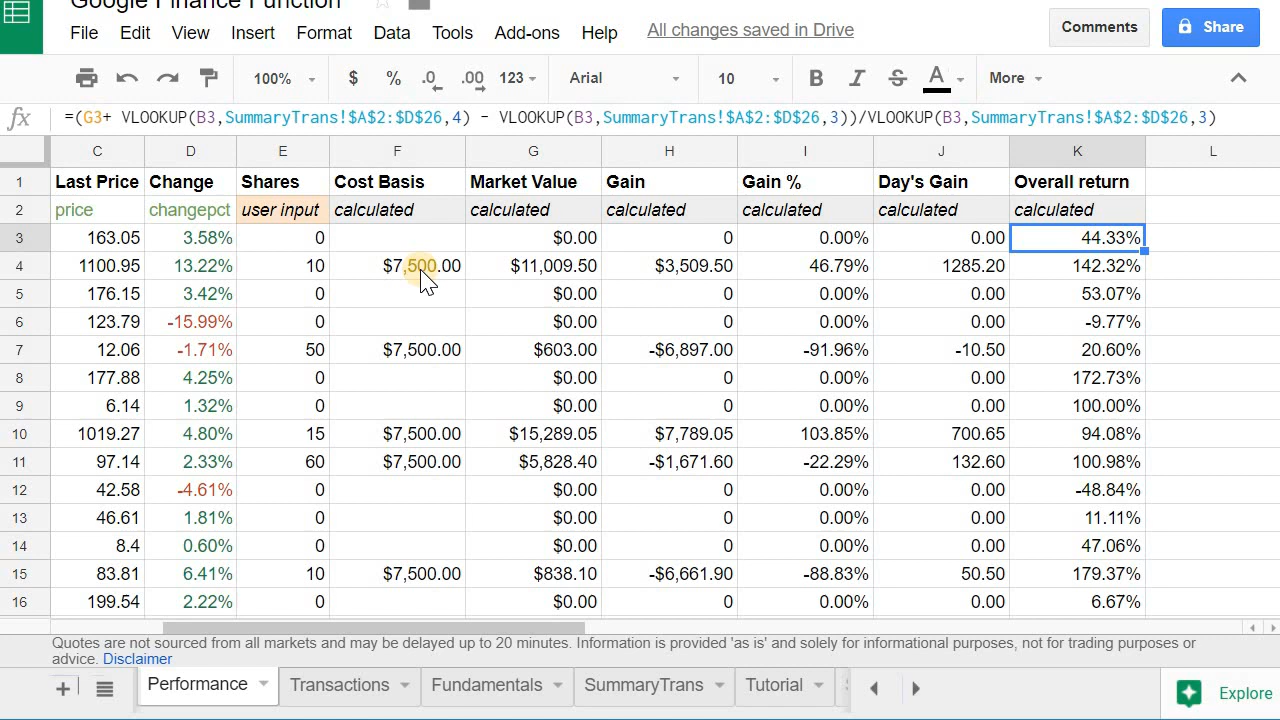 Google Finance Function
File Edit View Insert Format Data Tools Add-ons Help All changes saved in Drive Comments Share
100% $ % .0 .00 123 Arial 10 B I S A More
fx =(G3+ VLOOKUP(B3,SummaryTrans!$A$2:$D$26,4) - VLOOKUP(B3,SummaryTrans!$A$2:$D$26,3))/VLOOKUP(B3,SummaryTrans!$A$2:$D$26,3)
C D E F G H I J K L
1 Last Price Change Shares Cost Basis Market Value Gain Gain % Day's Gain Overall return
2 price changepct user input calculated calculated calculated calculated calculated calculated
3 163.05 3.58% 0 $0.00 0 0.00% 0.00 44.33%
4 1100.95 13.22% 10 $7,500.00 $11,009.50 $3,509.50 46.79% 1285.20 142.32%
5 176.15 3.42% 0 $0.00 0 0.00% 0.00 53.07%
6 123.79 -15.99% 0 $0.00 0 0.00% 0.00 -9.77%
7 12.06 -1.71% 50 $7,500.00 $603.00 -$6,897.00 -91.96% -10.50 20.60%
8 177.88 4.25% 0 $0.00 0 0.00% 0.00 172.73%
9 6.14 1.32% 0 $0.00 0 0.00% 0.00 100.00%
10 1019.27 4.80% 15 $7,500.00 $15,289.05 $7,789.05 103.85% 700.65 94.08%
11 97.14 2.33% 60 $7,500.00 $5,828.40 -$1,671.60 -22.29% 132.60 100.98%
12 42.58 -4.61% 0 $0.00 0 0.00% 0.00 -48.84%
13 46.61 1.81% 0 $0.00 0 0.00% 0.00 11.11%
14 8.4 0.60% 0 $0.00 0 0.00% 0.00 47.06%
15 83.81 6.41% 10 $7,500.00 $838.10 -$6,661.90 -88.83% 50.50 179.37%
16 199.54 2.22% 0 $0.00 0 0.00% 0.00 6.67%
Quotes are not sourced from all markets and may be delayed up to 20 minutes. Information is provided 'as is' and solely for informational purposes, not for trading purposes or
advice. Disclaimer
Performance Transactions Fundamentals SummaryTrans Tutorial Explore